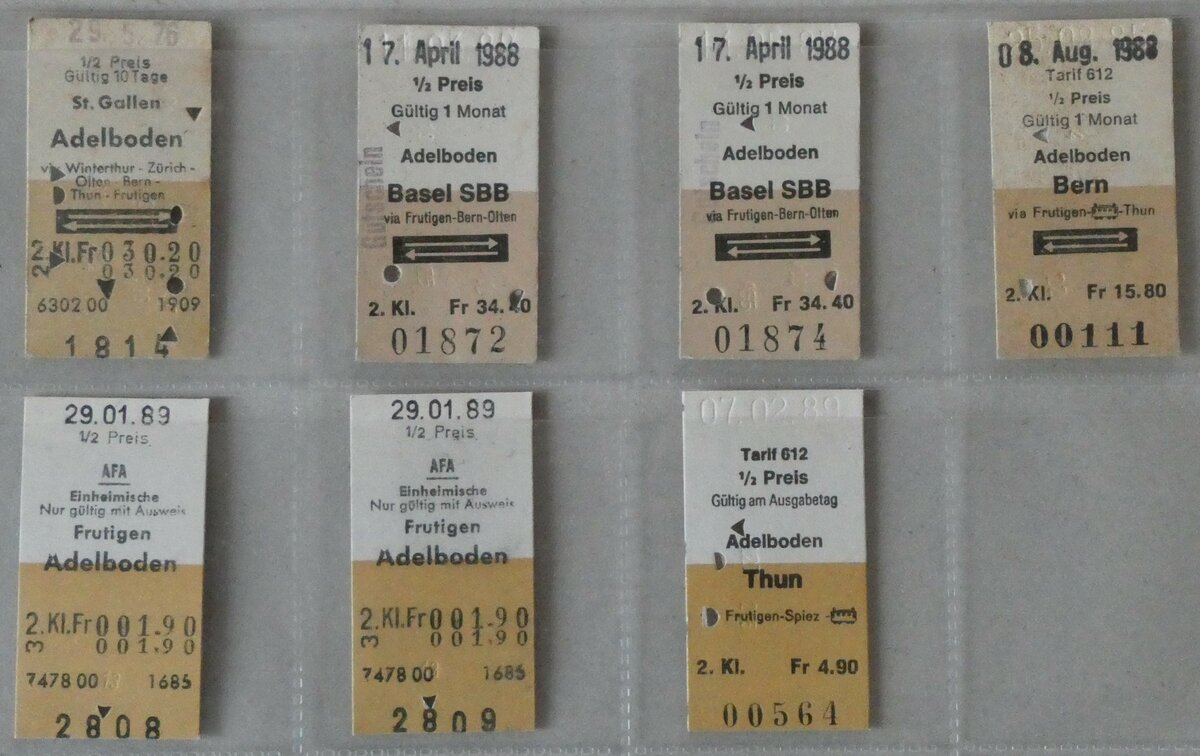 29. 5. 76
1/2 Preis
Gültig 10 Tage
St. Gallen
Adelboden
via Winterthur - Zürich -
Olten - Bern -
Thun - Frutigen
2. Kl. Fr 030.20
2 030.20
6302 00 1909
1814
17. April 1988
1/2 Preis
Gültig 1 Monat
Adelboden
Gutschein
Basel SBB
via Frutigen-Bern-Olten
2. Kl. Fr 34.40
01872
17. April 1988
1/2 Preis
Gültig 1 Monat
Adelboden
Basel SBB
via Frutigen-Bern-Olten
2. Kl. Fr 34.40
01874
08. Aug. 1988
Tarif 612
1/2 Preis
Gültig 1 Monat
Adelboden
Bern
via Frutigen- -Thun
2. Kl. Fr 15.80
00111
29.01.89
1/2 Preis
AFA
Einheimische
Nur gültig mit Ausweis
Frutigen
Adelboden
2. Kl. Fr 001.90
3 001.90
7478 00 1685
2808
29.01.89
1/2 Preis
AFA
Einheimische
Nur gültig mit Ausweis
Frutigen
Adelboden
2. Kl. Fr 001.90
3 001.90
7478 00 1685
2809
07.02.89
Tarif 612
1/2 Preis
Gültig am Ausgabetag
Adelboden
Thun
Frutigen-Spiez -
2. Kl. Fr 4.90
00564